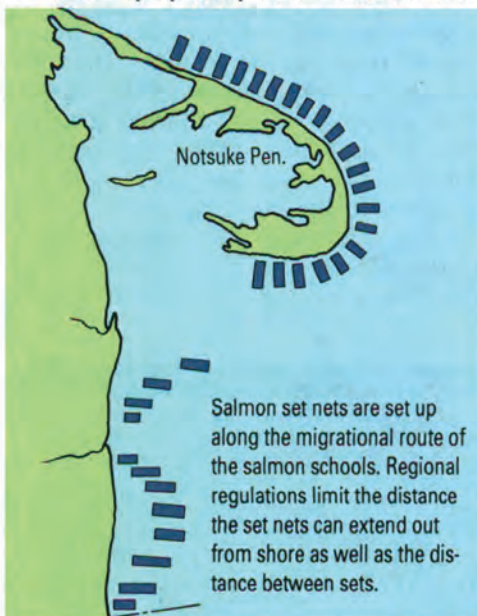 Notsuke Pen.
Salmon set nets are set up
along the migrational route of
the salmon schools. Regional
regulations limit the distance
the set nets can extend out
from shore as well as the dis-
tance between sets.